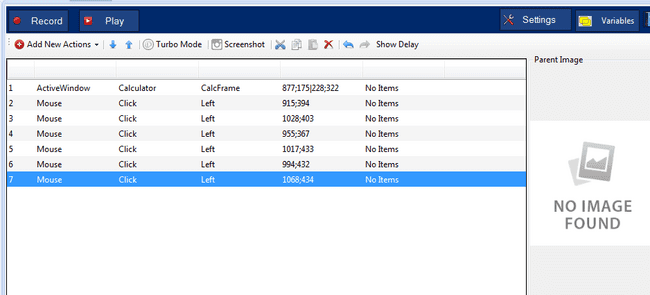 Record Play Settings Variables
Add New Actions Turbo Mode Screenshot Show Delay
Parent Image
1 ActiveWindow Calculator CalcFrame 877;175|228;322 No Items
2 Mouse Click Left 915;394 No Items
3 Mouse Click Left 1028;403 No Items
4 Mouse Click Left 955;367 No Items
5 Mouse Click Left 1017;433 No Items
6 Mouse Click Left 994;432 No Items
7 Mouse Click Left 1068;434 No Items
NO IMAGE
FOUND